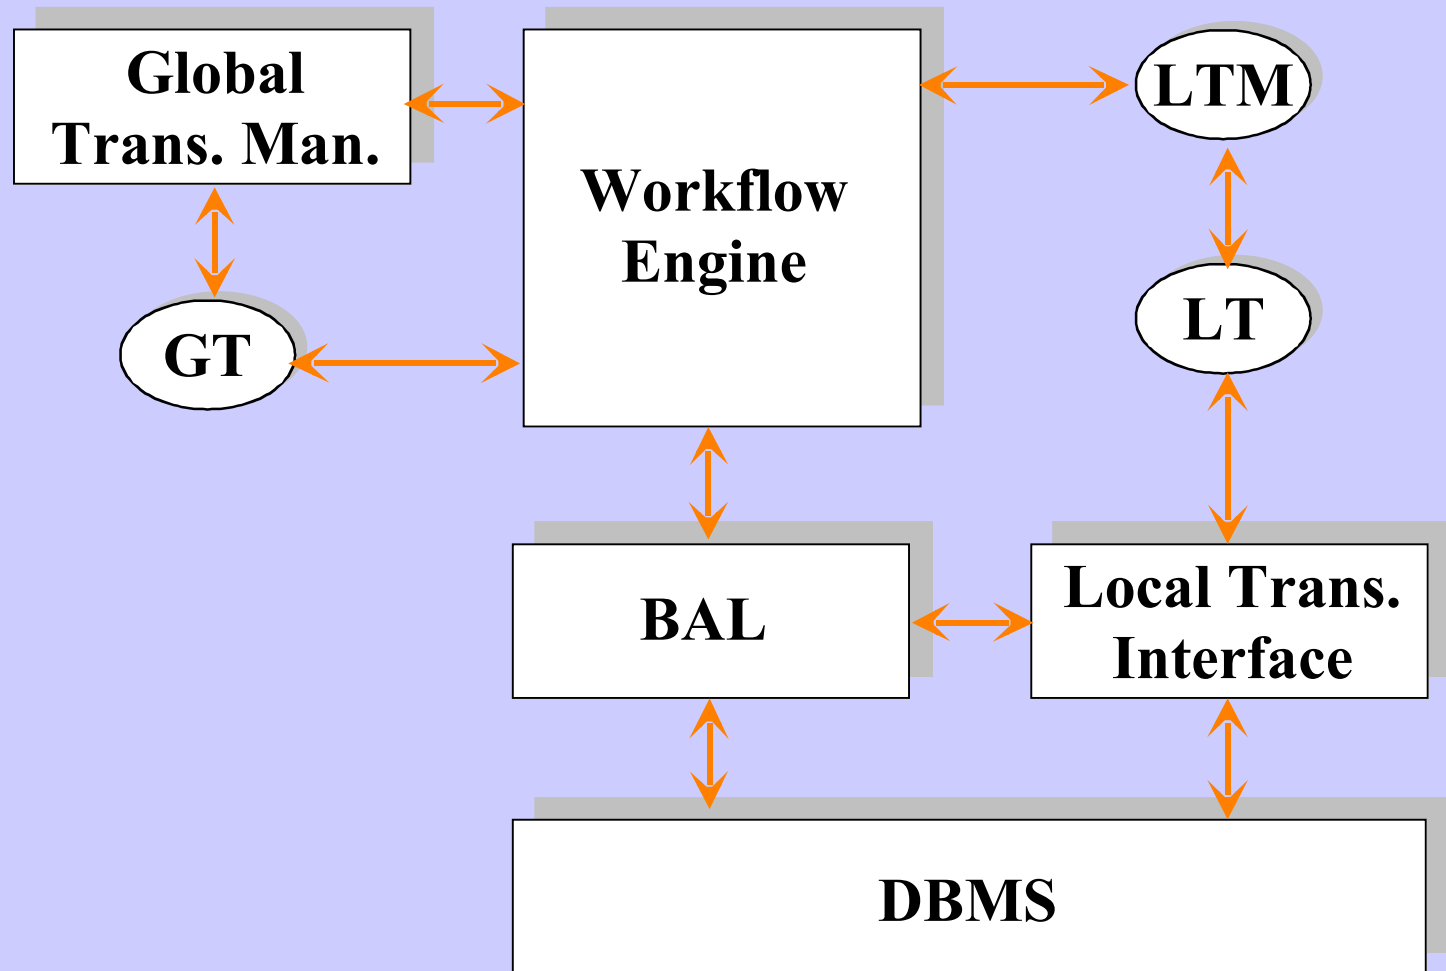 Global
Trans. Man.
Workflow
Engine
LTM
GT
LT
BAL
Local Trans.
Interface
DBMS